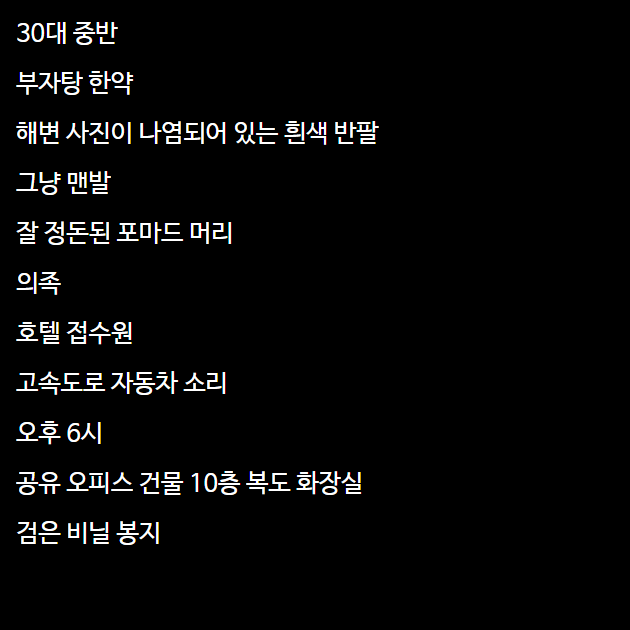 30대 중반
부자탕 한약
해변 사진이 나염되어 있는 흰색 반팔
그냥 맨발
잘 정돈된 포마드 머리
의족
호텔 접수원
고속도로 자동차 소리
오후 6시
공유 오피스 건물 10층 복도 화장실
검은 비닐 봉지